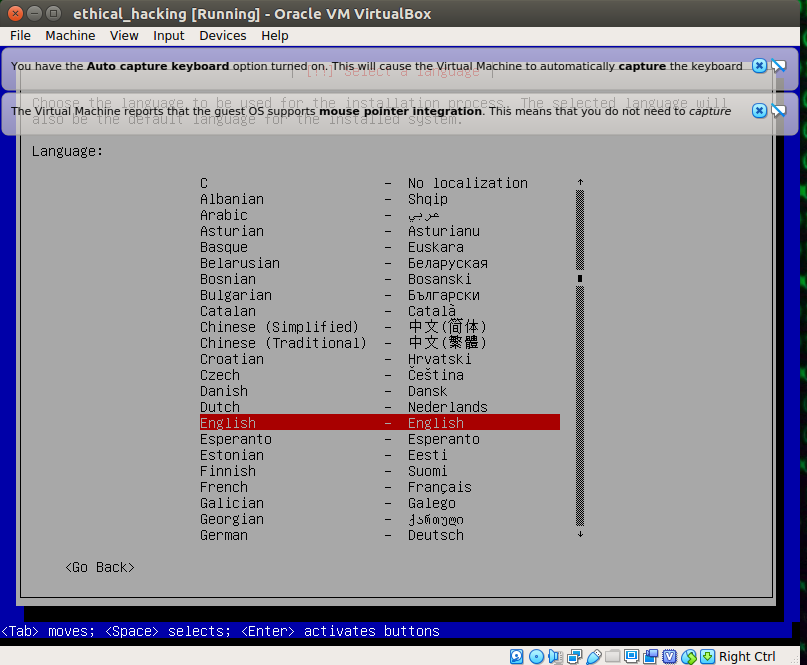 ethical_hacking [Running] - Oracle VM VirtualBox
File Machine View Input Devices Help
You have the Auto capture keyboard option turned on. This will cause the Virtual Machine to automatically capture the keyboard
[!!] Select a language
Choose the language to be used for the installation process. The selected language will
The Virtual Machine reports that the guest OS supports mouse pointer integration. This means that you do not need to capture
also be the default language for the installed system.
Language:
C - No localization ↑
Albanian - Shqip
Arabic - عربي
Asturian - Asturianu
Basque - Euskara
Belarusian - Беларуская
Bosnian - Bosanski
Bulgarian - Български
Catalan - Català
Chinese (Simplified) - 中文(简体)
Chinese (Traditional) - 中文(繁體)
Croatian - Hrvatski
Czech - Čeština
Danish - Dansk
Dutch - Nederlands
English - English
Esperanto - Esperanto
Estonian - Eesti
Finnish - Suomi
French - Français
Galician - Galego
Georgian - ქართული
German - Deutsch ↓
<Go Back>
<Tab> moves; <Space> selects; <Enter> activates buttons
Right Ctrl